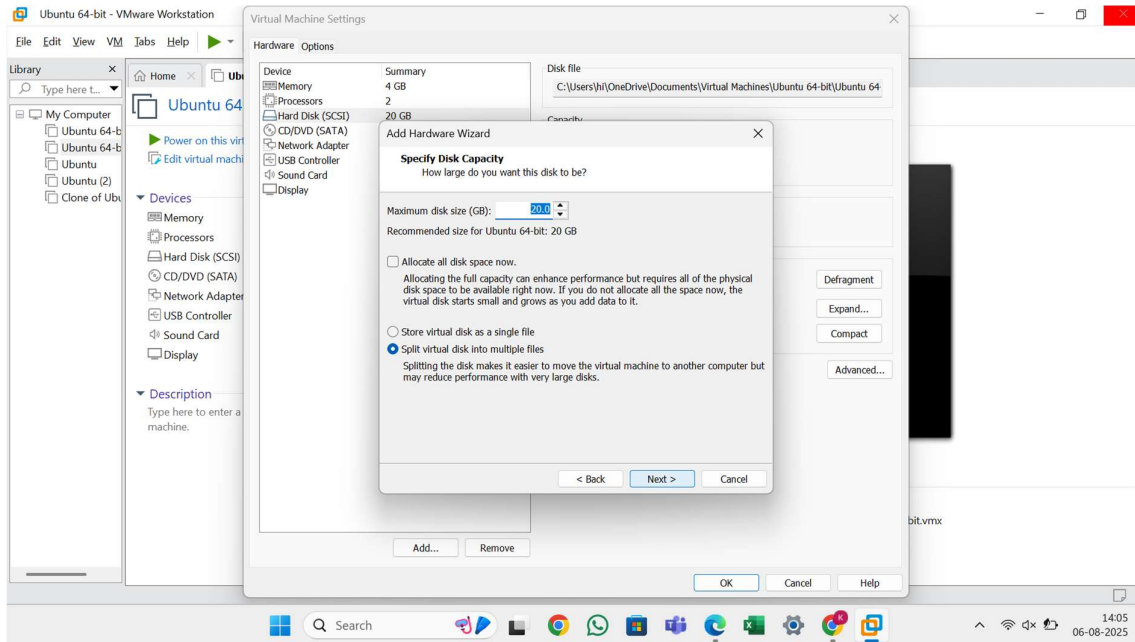 Ubuntu 64-bit - VMware Workstation
File Edit View VM Tabs Help
Library
Type here t...
My Computer
Ubuntu 64-b
Ubuntu 64-b
Ubuntu
Ubuntu (2)
Clone of Ubu
Home
Ubu
Ubuntu 64
Power on this virt
Edit virtual machi
Devices
Memory
Processors
Hard Disk (SCSI)
CD/DVD (SATA)
Network Adapter
USB Controller
Sound Card
Display
Description
Type here to enter a
machine.
Virtual Machine Settings
Hardware Options
Device Summary
Memory 4 GB
Processors 2
Hard Disk (SCSI) 20 GB
CD/DVD (SATA)
Network Adapter
USB Controller
Sound Card
Display
Add... Remove
Disk file
C:\Users\hi\OneDrive\Documents\Virtual Machines\Ubuntu 64-bit\Ubuntu 64
Capacity
Defragment
Expand...
Compact
Advanced...
OK Cancel Help
Add Hardware Wizard
Specify Disk Capacity
How large do you want this disk to be?
Maximum disk size (GB): 20.0
Recommended size for Ubuntu 64-bit: 20 GB
Allocate all disk space now.
Allocating the full capacity can enhance performance but requires all of the physical
disk space to be available right now. If you do not allocate all the space now, the
virtual disk starts small and grows as you add data to it.
Store virtual disk as a single file
Split virtual disk into multiple files
Splitting the disk makes it easier to move the virtual machine to another computer but
may reduce performance with very large disks.
< Back Next > Cancel
bit.vmx
Search
K
14:05
06-08-2025